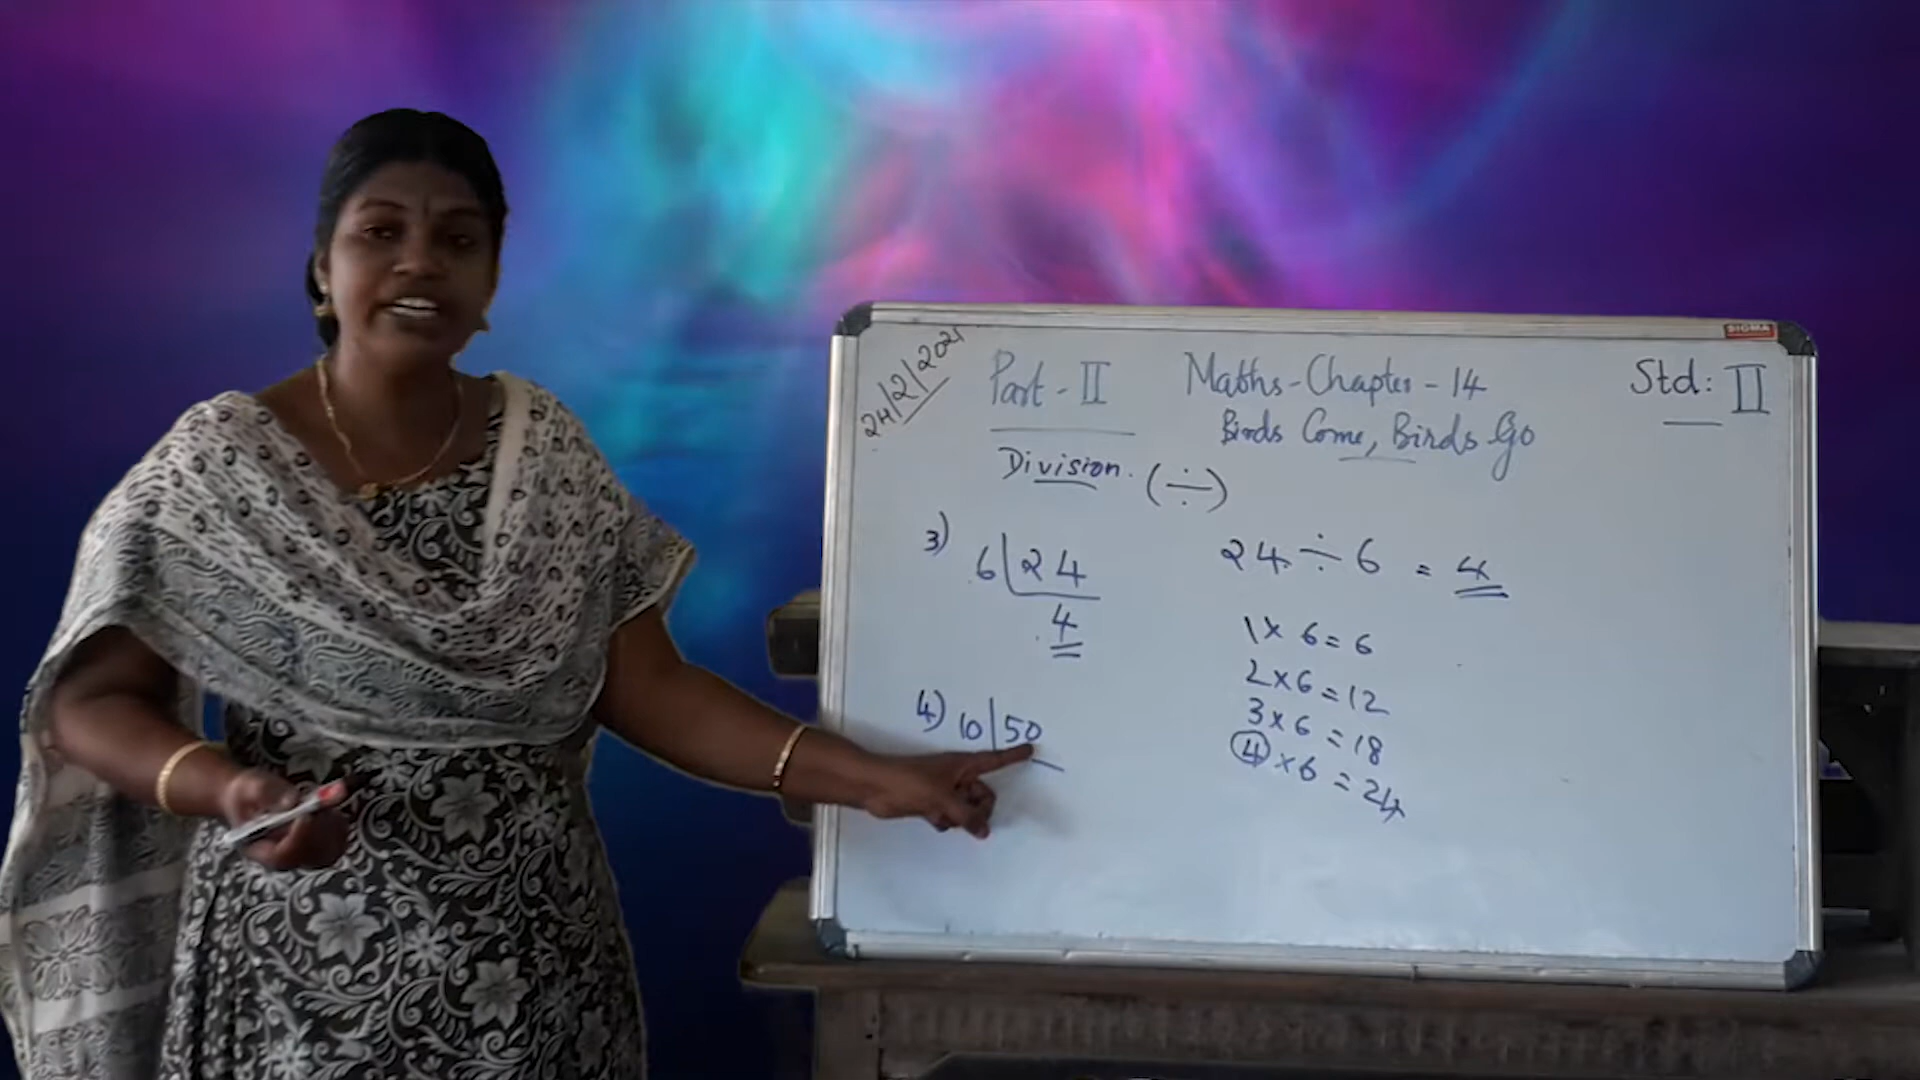 SIGMA
24/2/2021
Part - II Maths - Chapter - 14 Std: II
Birds Come, Birds Go
Division. (÷)
3) 6 24 24 ÷ 6 = 4
4
1 x 6 = 6
2 x 6 = 12
3 x 6 = 18
4 x 6 = 24
4) 10 50